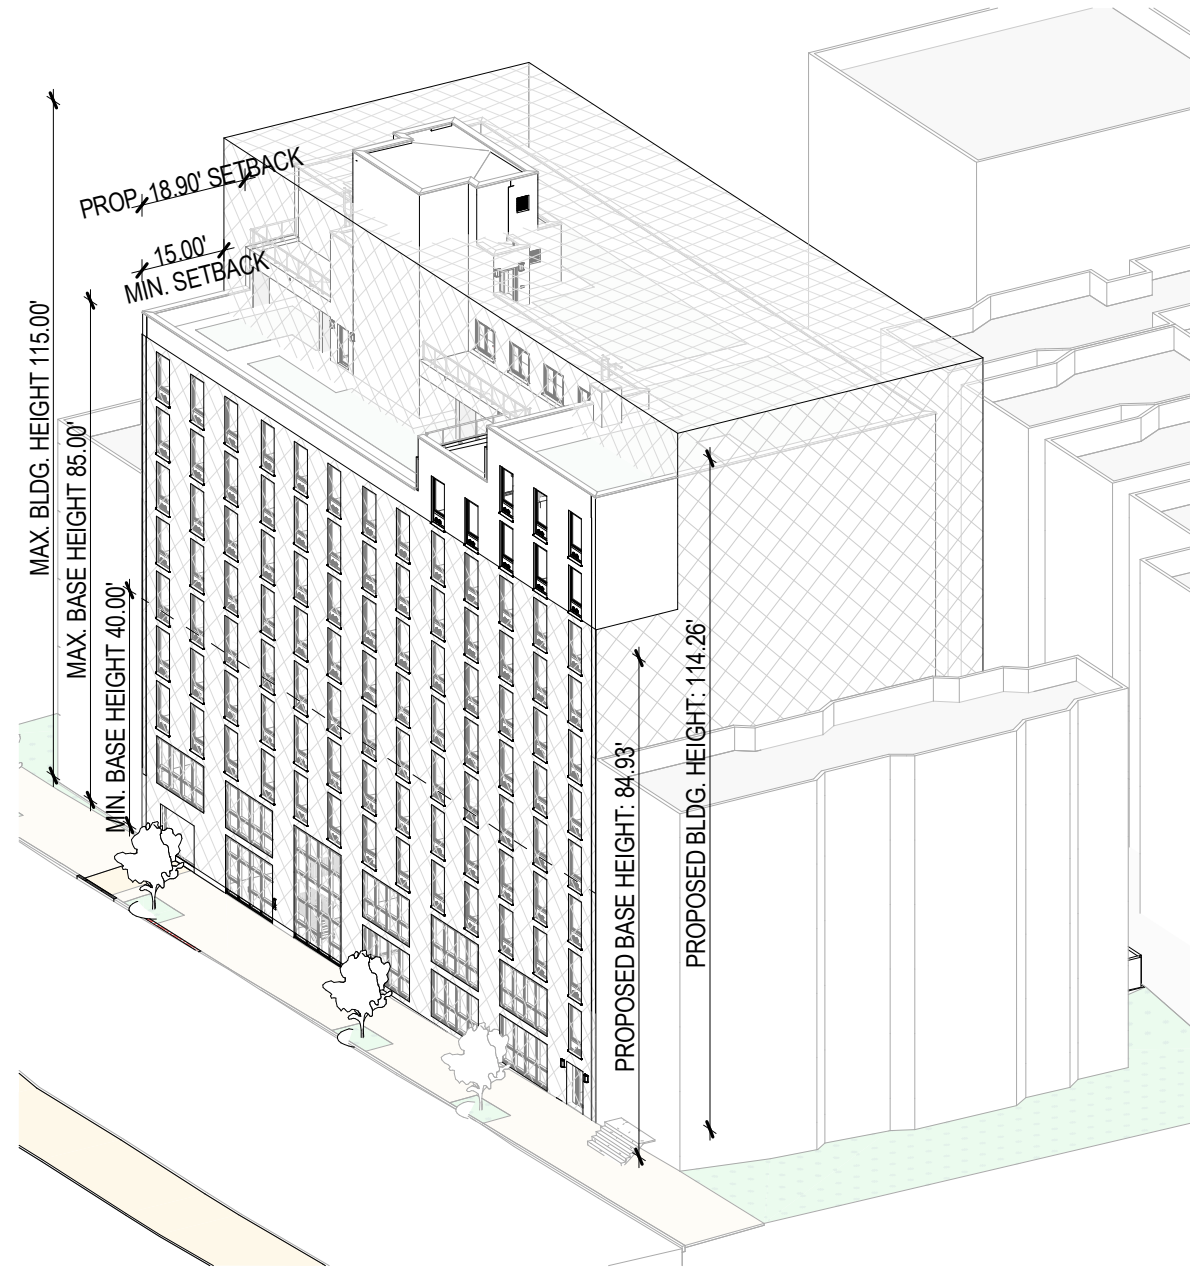 PROP. 18.90' SETBACK
15.00'
MIN. SETBACK
MAX. BLDG. HEIGHT 115.00'
MAX. BASE HEIGHT 85.00'
MIN. BASE HEIGHT 40.00'
PROPOSED BASE HEIGHT: 84.93'
PROPOSED BLDG. HEIGHT: 114.26'